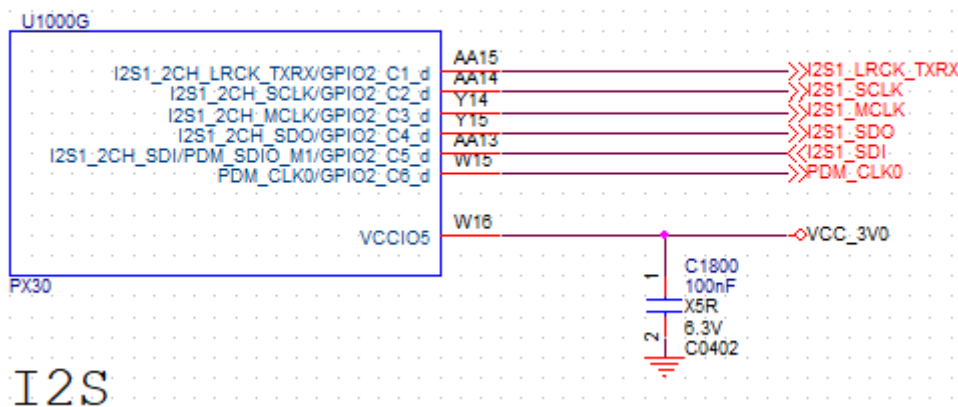 U1000G
I2S1_2CH_LRCK_TXRX/GPIO2_C1_d AA15 I2S1_LRCK_TXRX
I2S1_2CH_SCLK/GPIO2_C2_d AA14 I2S1_SCLK
I2S1_2CH_MCLK/GPIO2_C3_d Y14 I2S1_MCLK
I2S1_2CH_SDO/GPIO2_C4_d Y15 I2S1_SDO
I2S1_2CH_SDI/PDM_SDIO_M1/GPIO2_C5_d AA13 I2S1_SDI
PDM_CLK0/GPIO2_C6_d W15 PDM_CLK0
VCCIO5 W16 VCC_3V0
PX30
1
2
C1800
100nF
X5R
6.3V
C0402
I2S